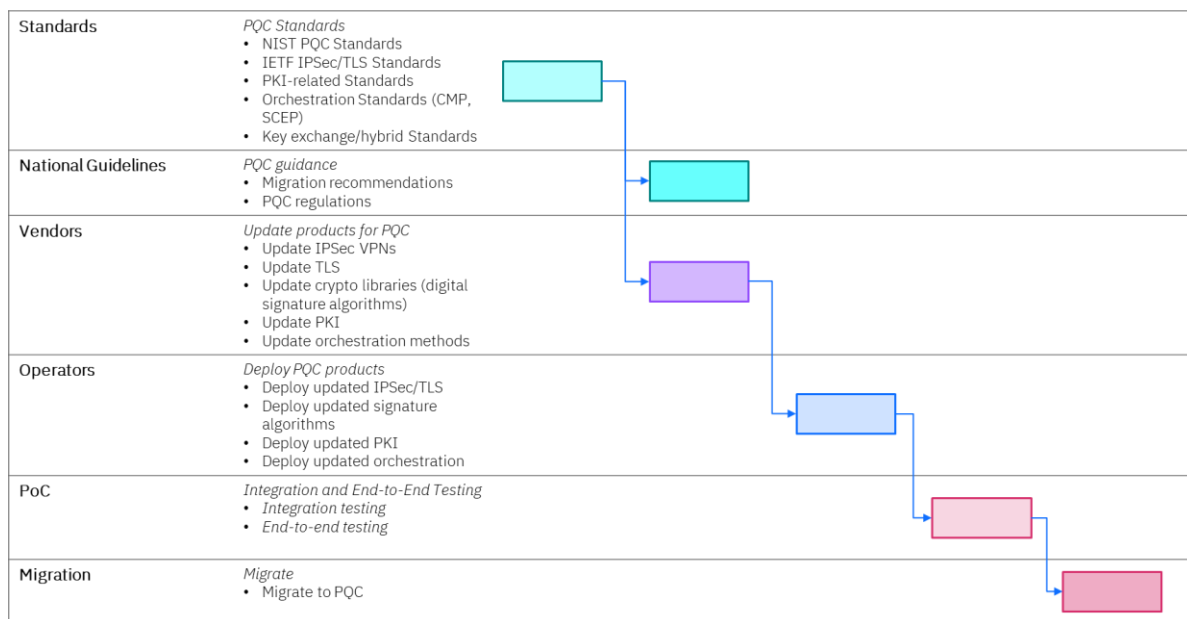 Standards
PQC Standards
• NIST PQC Standards
• IETF IPSec/TLS Standards
• PKI-related Standards
• Orchestration Standards (CMP,
SCEP)
• Key exchange/hybrid Standards
National Guidelines
PQC guidance
• Migration recommendations
• PQC regulations
Vendors
Update products for PQC
• Update IPSec VPNs
• Update TLS
• Update crypto libraries (digital
signature algorithms)
• Update PKI
• Update orchestration methods
Operators
Deploy PQC products
• Deploy updated IPSec/TLS
• Deploy updated signature
algorithms
• Deploy updated PKI
• Deploy updated orchestration
PoC
Integration and End-to-End Testing
• Integration testing
• End-to-end testing
Migration
Migrate
• Migrate to PQC